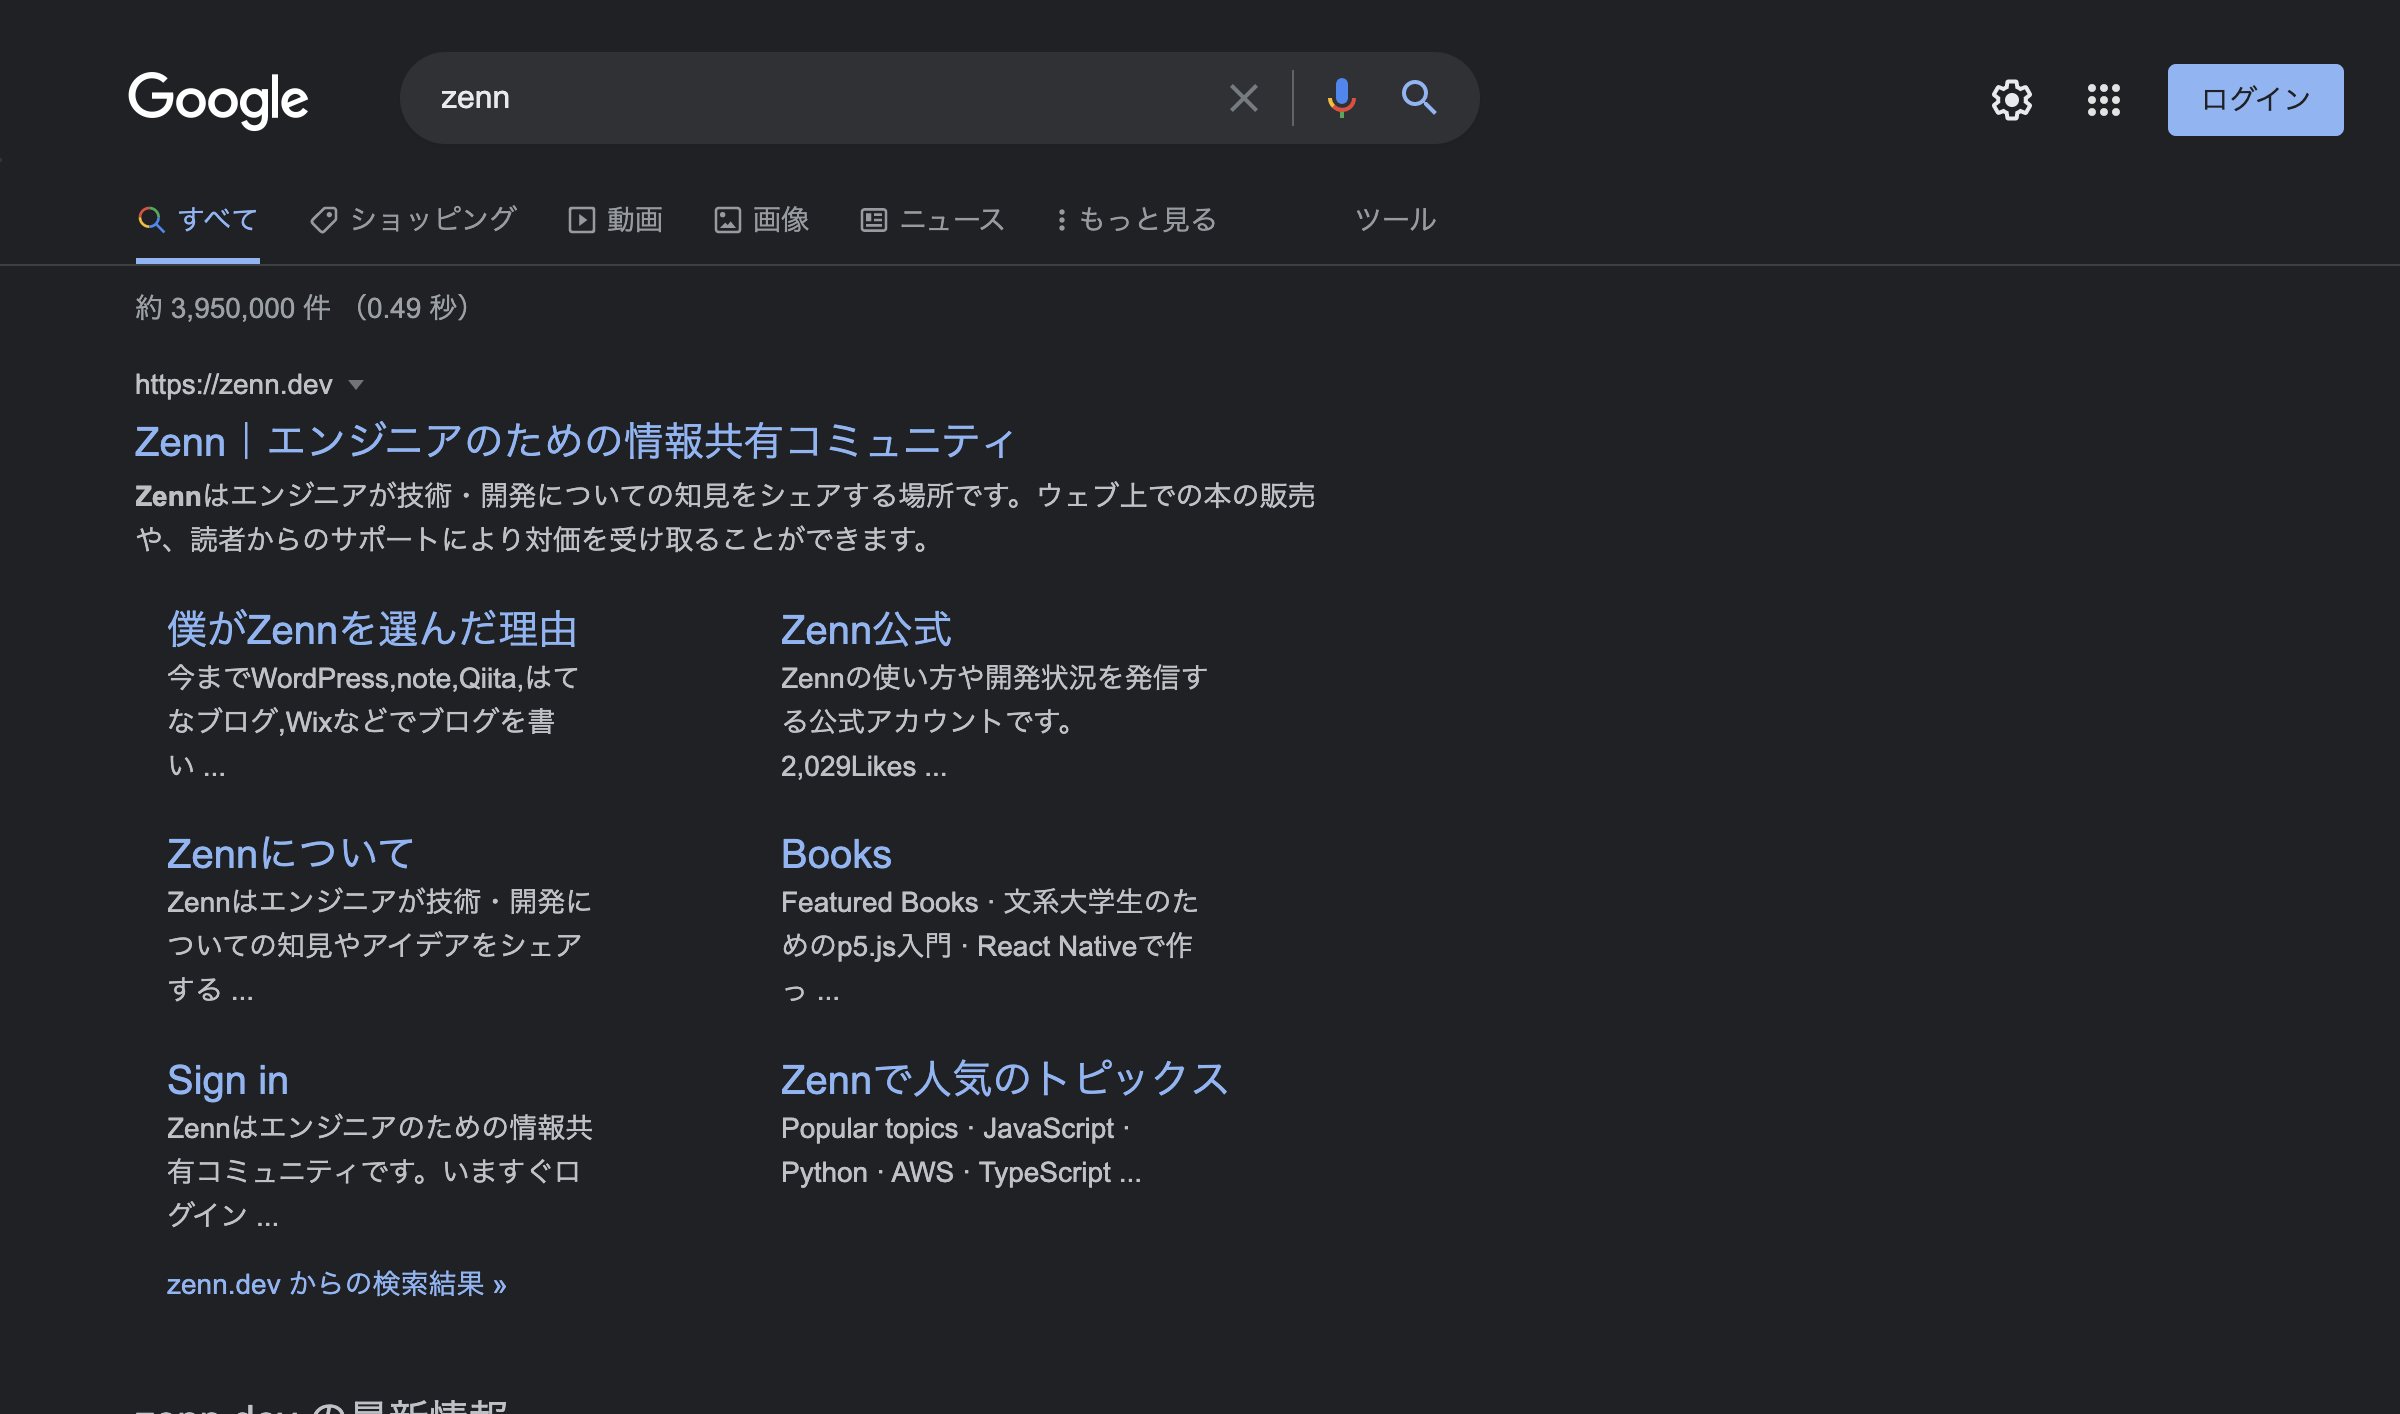 Google
zenn
ログイン
すべて ショッピング 動画 画像 ニュース もっと見る ツール
約 3,950,000 件 （0.49 秒）
https://zenn.dev
Zenn｜エンジニアのための情報共有コミュニティ
Zennはエンジニアが技術・開発についての知見をシェアする場所です。ウェブ上での本の販売
や、読者からのサポートにより対価を受け取ることができます。
僕がZennを選んだ理由
今までWordPress,note,Qiita,はて
なブログ,Wixなどでブログを書
い ...
Zenn公式
Zennの使い方や開発状況を発信す
る公式アカウントです。
2,029Likes ...
Zennについて
Zennはエンジニアが技術・開発に
ついての知見やアイデアをシェア
する ...
Books
Featured Books · 文系大学生のた
めのp5.js入門 · React Nativeで作
っ ...
Sign in
Zennはエンジニアのための情報共
有コミュニティです。いますぐロ
グイン ...
Zennで人気のトピックス
Popular topics · JavaScript ·
Python · AWS · TypeScript ...
zenn.dev からの検索結果 »
zenn.dev の最新情報